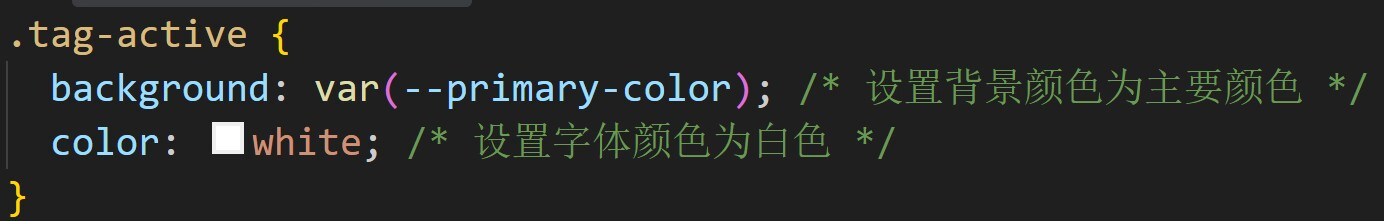 .tag-active {
background: var(--primary-color); /* 设置背景颜色为主要颜色 */
color: white; /* 设置字体颜色为白色 */
}